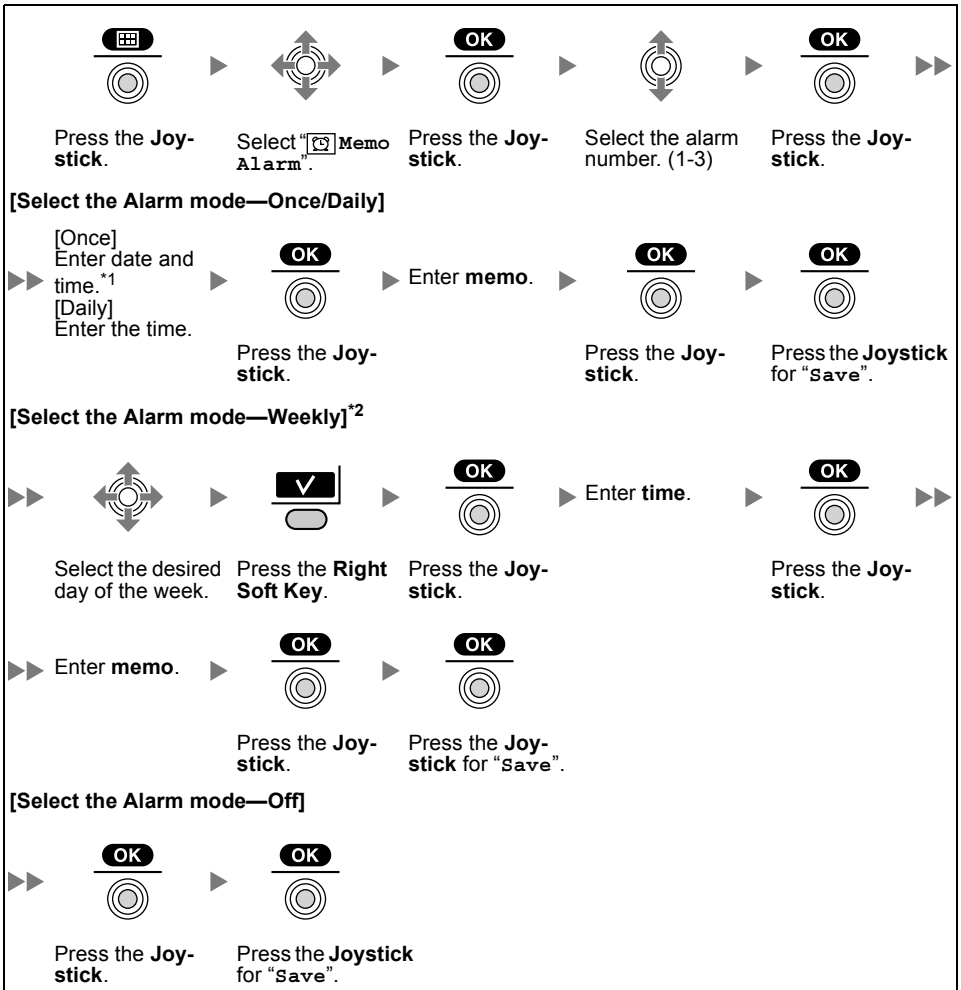 OK
OK
Press the Joy-
stick.
Select "Memo
Alarm".
Press the Joy-
stick.
Select the alarm
number. (1-3)
Press the Joy-
stick.
[Select the Alarm mode—Once/Daily]
[Once]
Enter date and
time.*1
[Daily]
Enter the time.
OK
Press the Joy-
stick.
Enter memo.
OK
Press the Joy-
stick.
OK
Press the Joystick
for "Save".
[Select the Alarm mode—Weekly]*2
Select the desired
day of the week.
Press the Right
Soft Key.
OK
Press the Joy-
stick.
Enter time.
OK
Press the Joy-
stick.
Enter memo.
OK
Press the Joy-
stick.
OK
Press the Joy-
stick for "Save".
[Select the Alarm mode—Off]
OK
Press the Joy-
stick.
OK
Press the Joystick
for "Save".